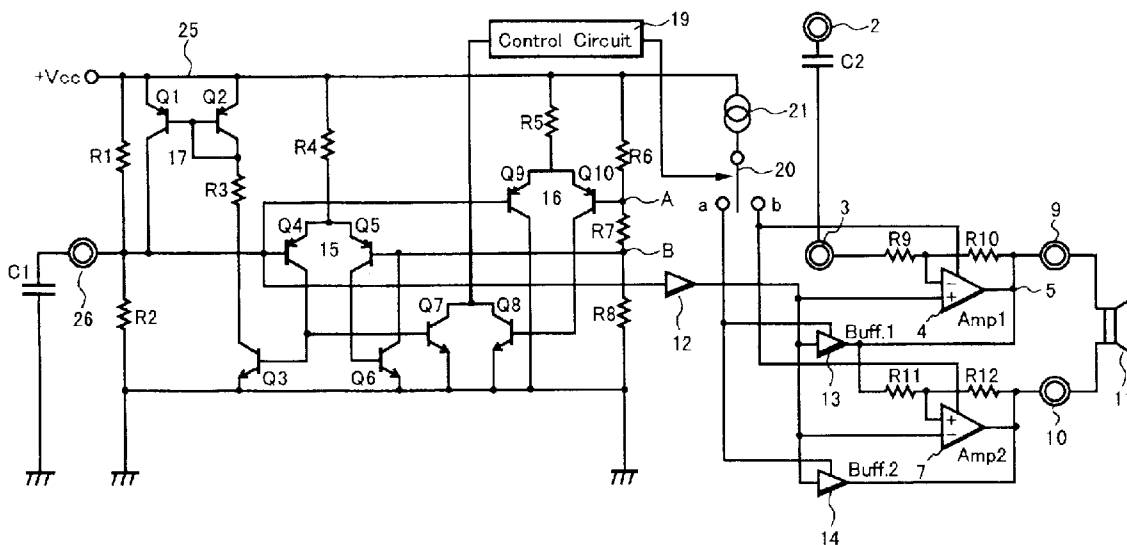 19
2
25
Control Circuit
C2
+Vcc
Q1
Q2
R5
21
R4
R6
R1
17
20
Q9
Q10
R3
16
A
a
b
Q4
Q5
R7
3
9
15
B
R9
R10
C1
26
12
5
R2
Q7
Q8
R8
+
−
4
Amp1
Buff.1
Q3
Q6
R11
R12
13
11
+
−
10
7
Amp2
Buff.2
14